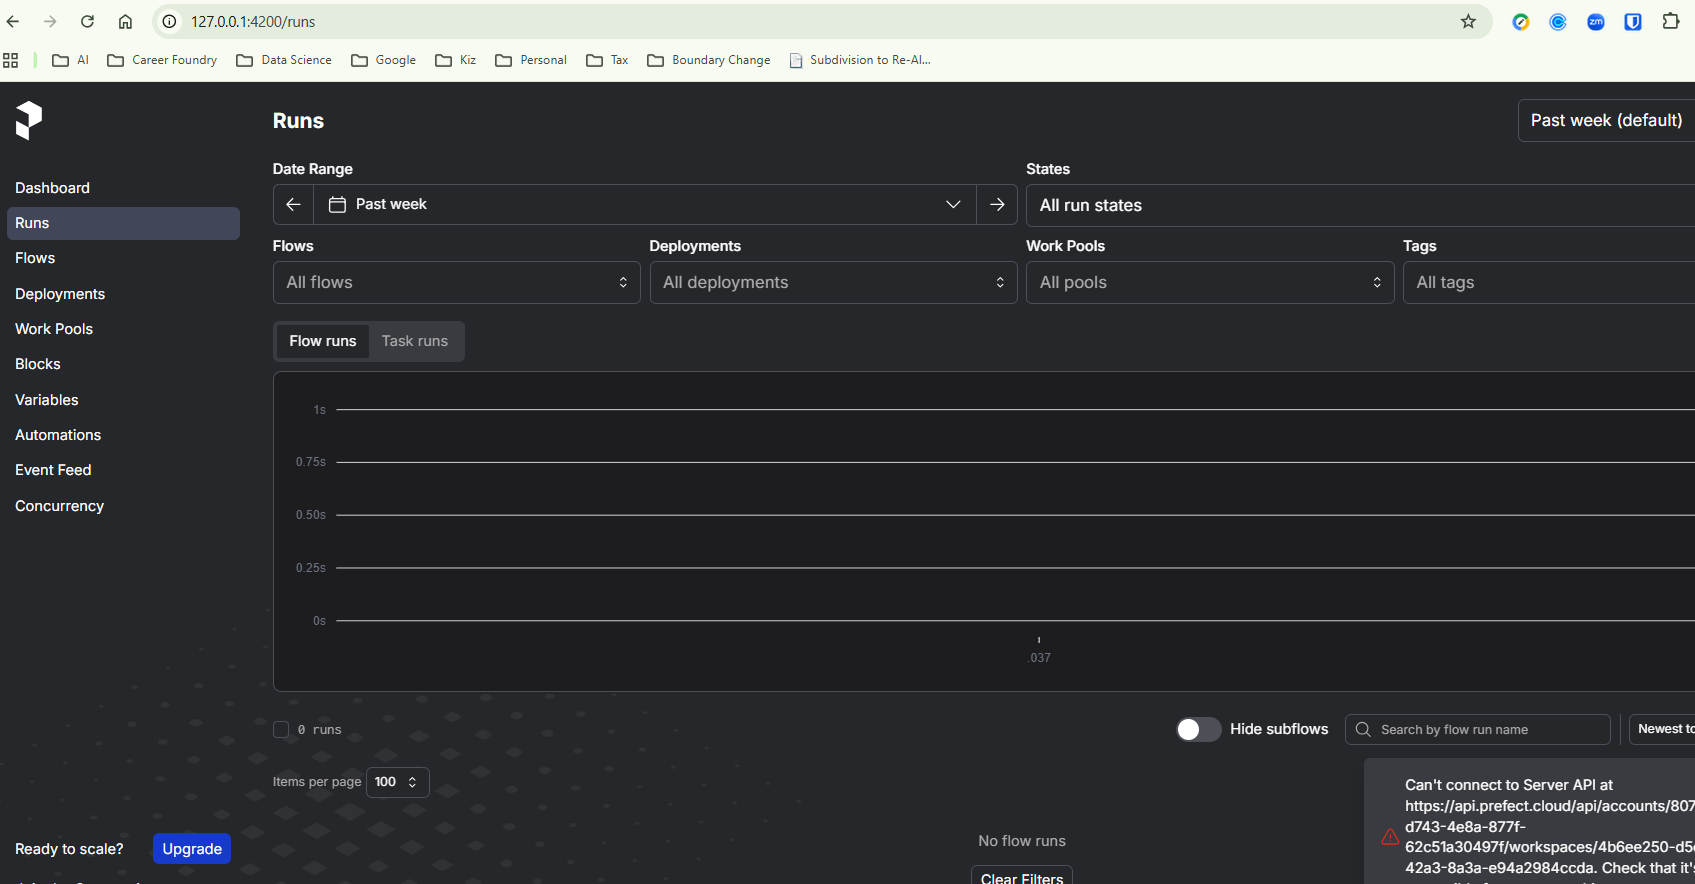 127.0.0.1:4200/runs
AI
Career Foundry
Data Science
Google
Kiz
Personal
Tax
Boundary Change
Subdivision to Re-Al...
zm
Runs
Past week (default)
Dashboard
Runs
Flows
Deployments
Work Pools
Blocks
Variables
Automations
Event Feed
Concurrency
Date Range
States
Past week
All run states
Flows
Deployments
Work Pools
Tags
All flows
All deployments
All pools
All tags
Flow runs
Task runs
1s
0.75s
0.50s
0.25s
0s
.037
0 runs
Hide subflows
Search by flow run name
Newest to
Items per page
100
No flow runs
Clear Filters
Ready to scale?
Upgrade
Can't connect to Server API at
https://api.prefect.cloud/api/accounts/807
d743-4e8a-877f-
62c51a30497f/workspaces/4b6ee250-d5
42a3-8a3a-e94a2984ccda. Check that it's